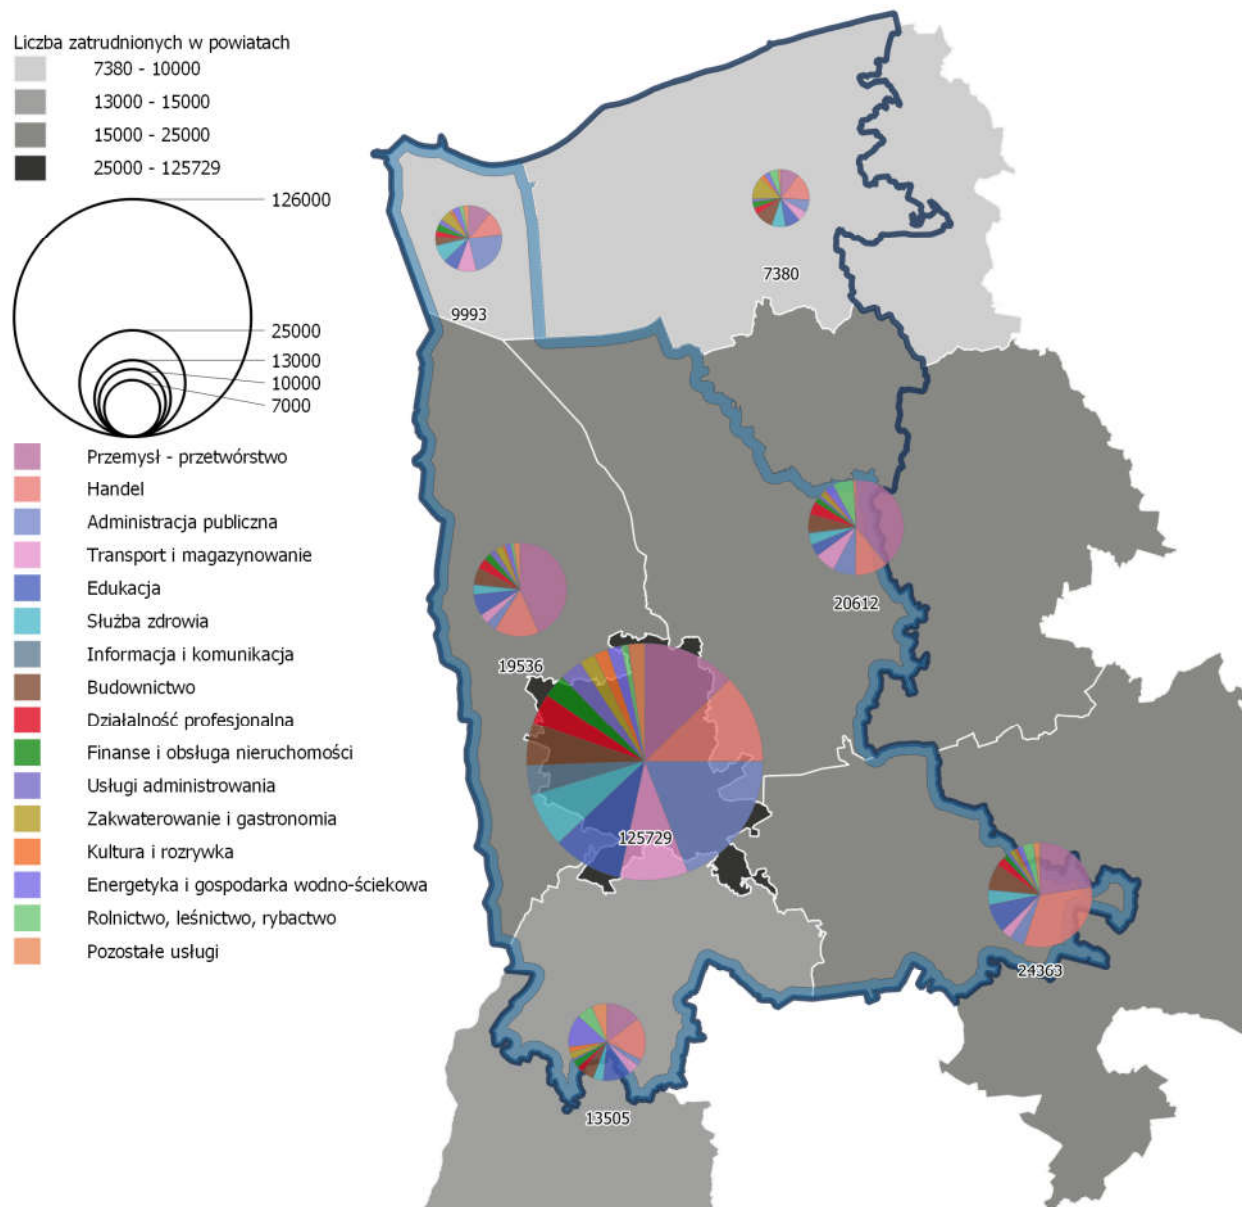 Liczba zatrudnionych w powiatach
7380 - 10000
13000 - 15000
15000 - 25000
25000 - 125729
126000
25000
13000
10000
7000
Przemysł - przetwórstwo
Handel
Administracja publiczna
Transport i magazynowanie
Edukacja
Służba zdrowia
Informacja i komunikacja
Budownictwo
Działalność profesjonalna
Finanse i obsługa nieruchomości
Usługi administrowania
Zakwaterowanie i gastronomia
Kultura i rozrywka
Energetyka i gospodarka wodno-ściekowa
Rolnictwo, leśnictwo, rybactwo
Pozostałe usługi
7380
9993
20612
19536
125729
24363
13505